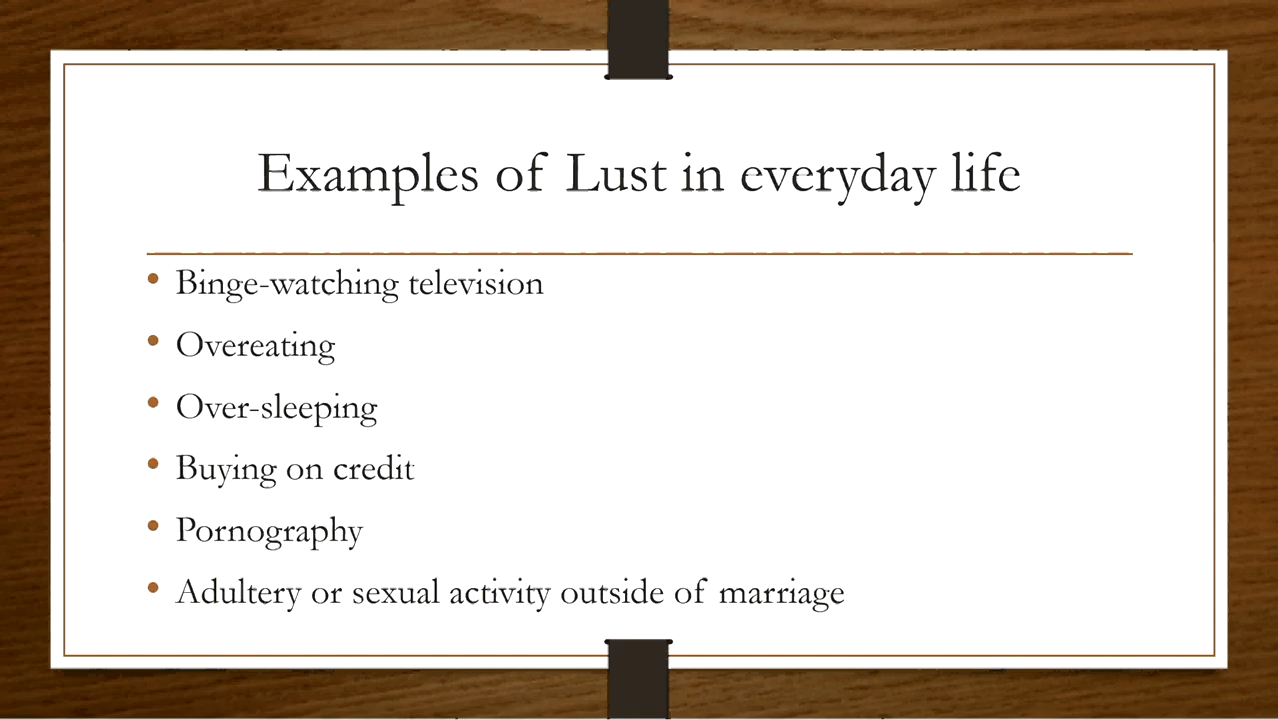 Examples of Lust in everyday life
• Binge-watching television
• Overeating
• Over-sleeping
• Buying on credit
• Pornography
• Adultery or sexual activity outside of marriage